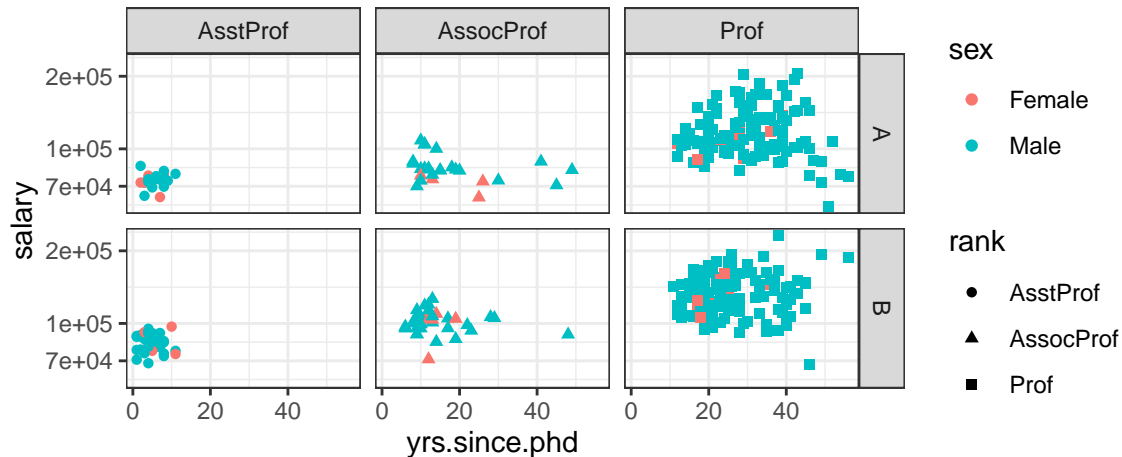 AsstProf
AssocProf
Prof
2e+05
1e+05
7e+04
A
2e+05
1e+05
7e+04
B
0 20 40
0 20 40
0 20 40
yrs.since.phd
salary
sex
Female
Male
rank
AsstProf
AssocProf
Prof